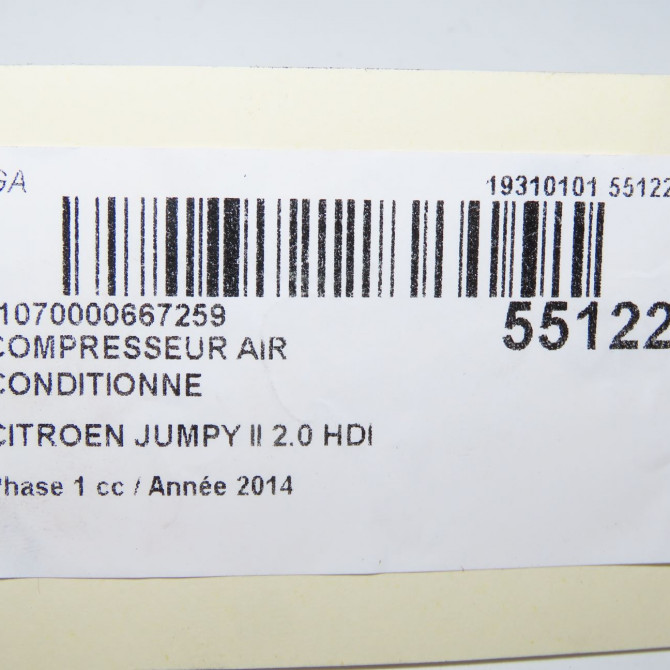 GA
19310101 55122
1070000667259
55122
COMPRESSEUR AIR
CONDITIONNE
CITROEN JUMPY II 2.0 HDI
Phase 1 cc / Année 2014